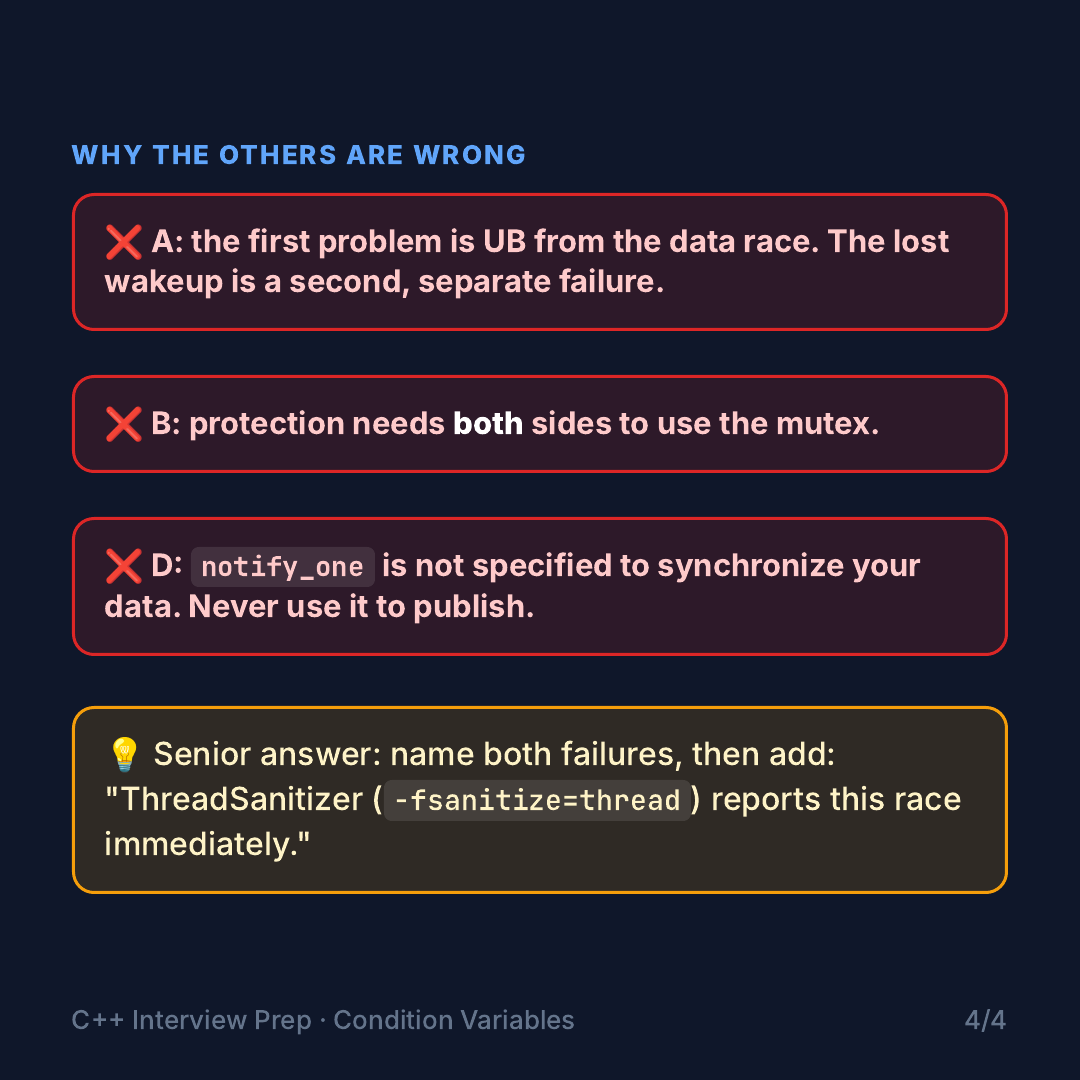 WHY THE OTHERS ARE WRONG
❌ A: the first problem is UB from the data race. The lost
wakeup is a second, separate failure.
❌ B: protection needs both sides to use the mutex.
❌ D: notify_one is not specified to synchronize your
data. Never use it to publish.
💡 Senior answer: name both failures, then add:
"ThreadSanitizer (-fsanitize=thread) reports this race
immediately."
C++ Interview Prep · Condition Variables
4/4